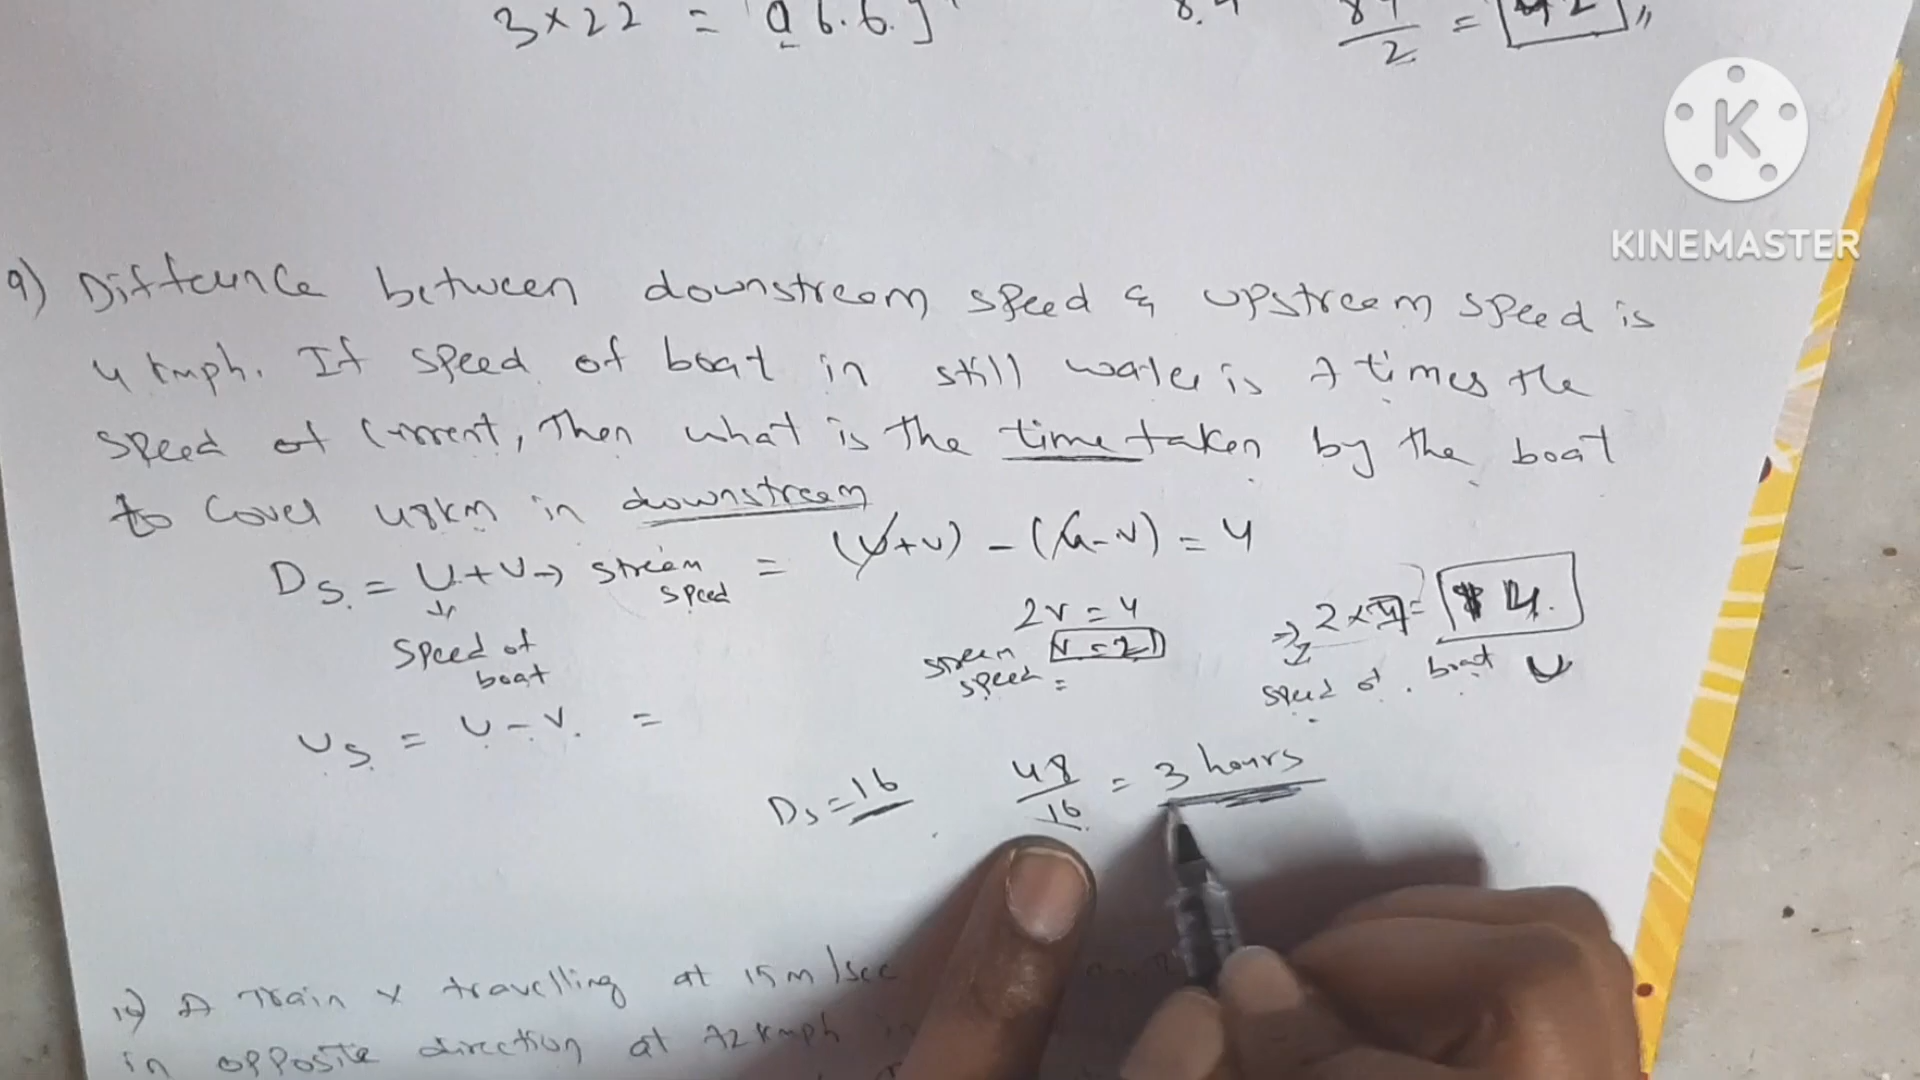 3 × 22 =
2
=
K
KINEMASTER
9) Difference between downstream speed & upstream speed is
4 kmph. If speed of boat in still water is 7 times the
speed of current, Then what is the time taken by the boat
to cover 48km in downstream
Ds. = U + V → stream speed = (U+V) - (U-V) = 4
speed of boat
2V = 4
stream speed = V = 2
2 × 7 =
speed of boat U
Us = U - V. =
Ds = 16
48/16 = 3 hours
10) A Train X travelling at 15m/sec
in opposite direction at 72 kmph